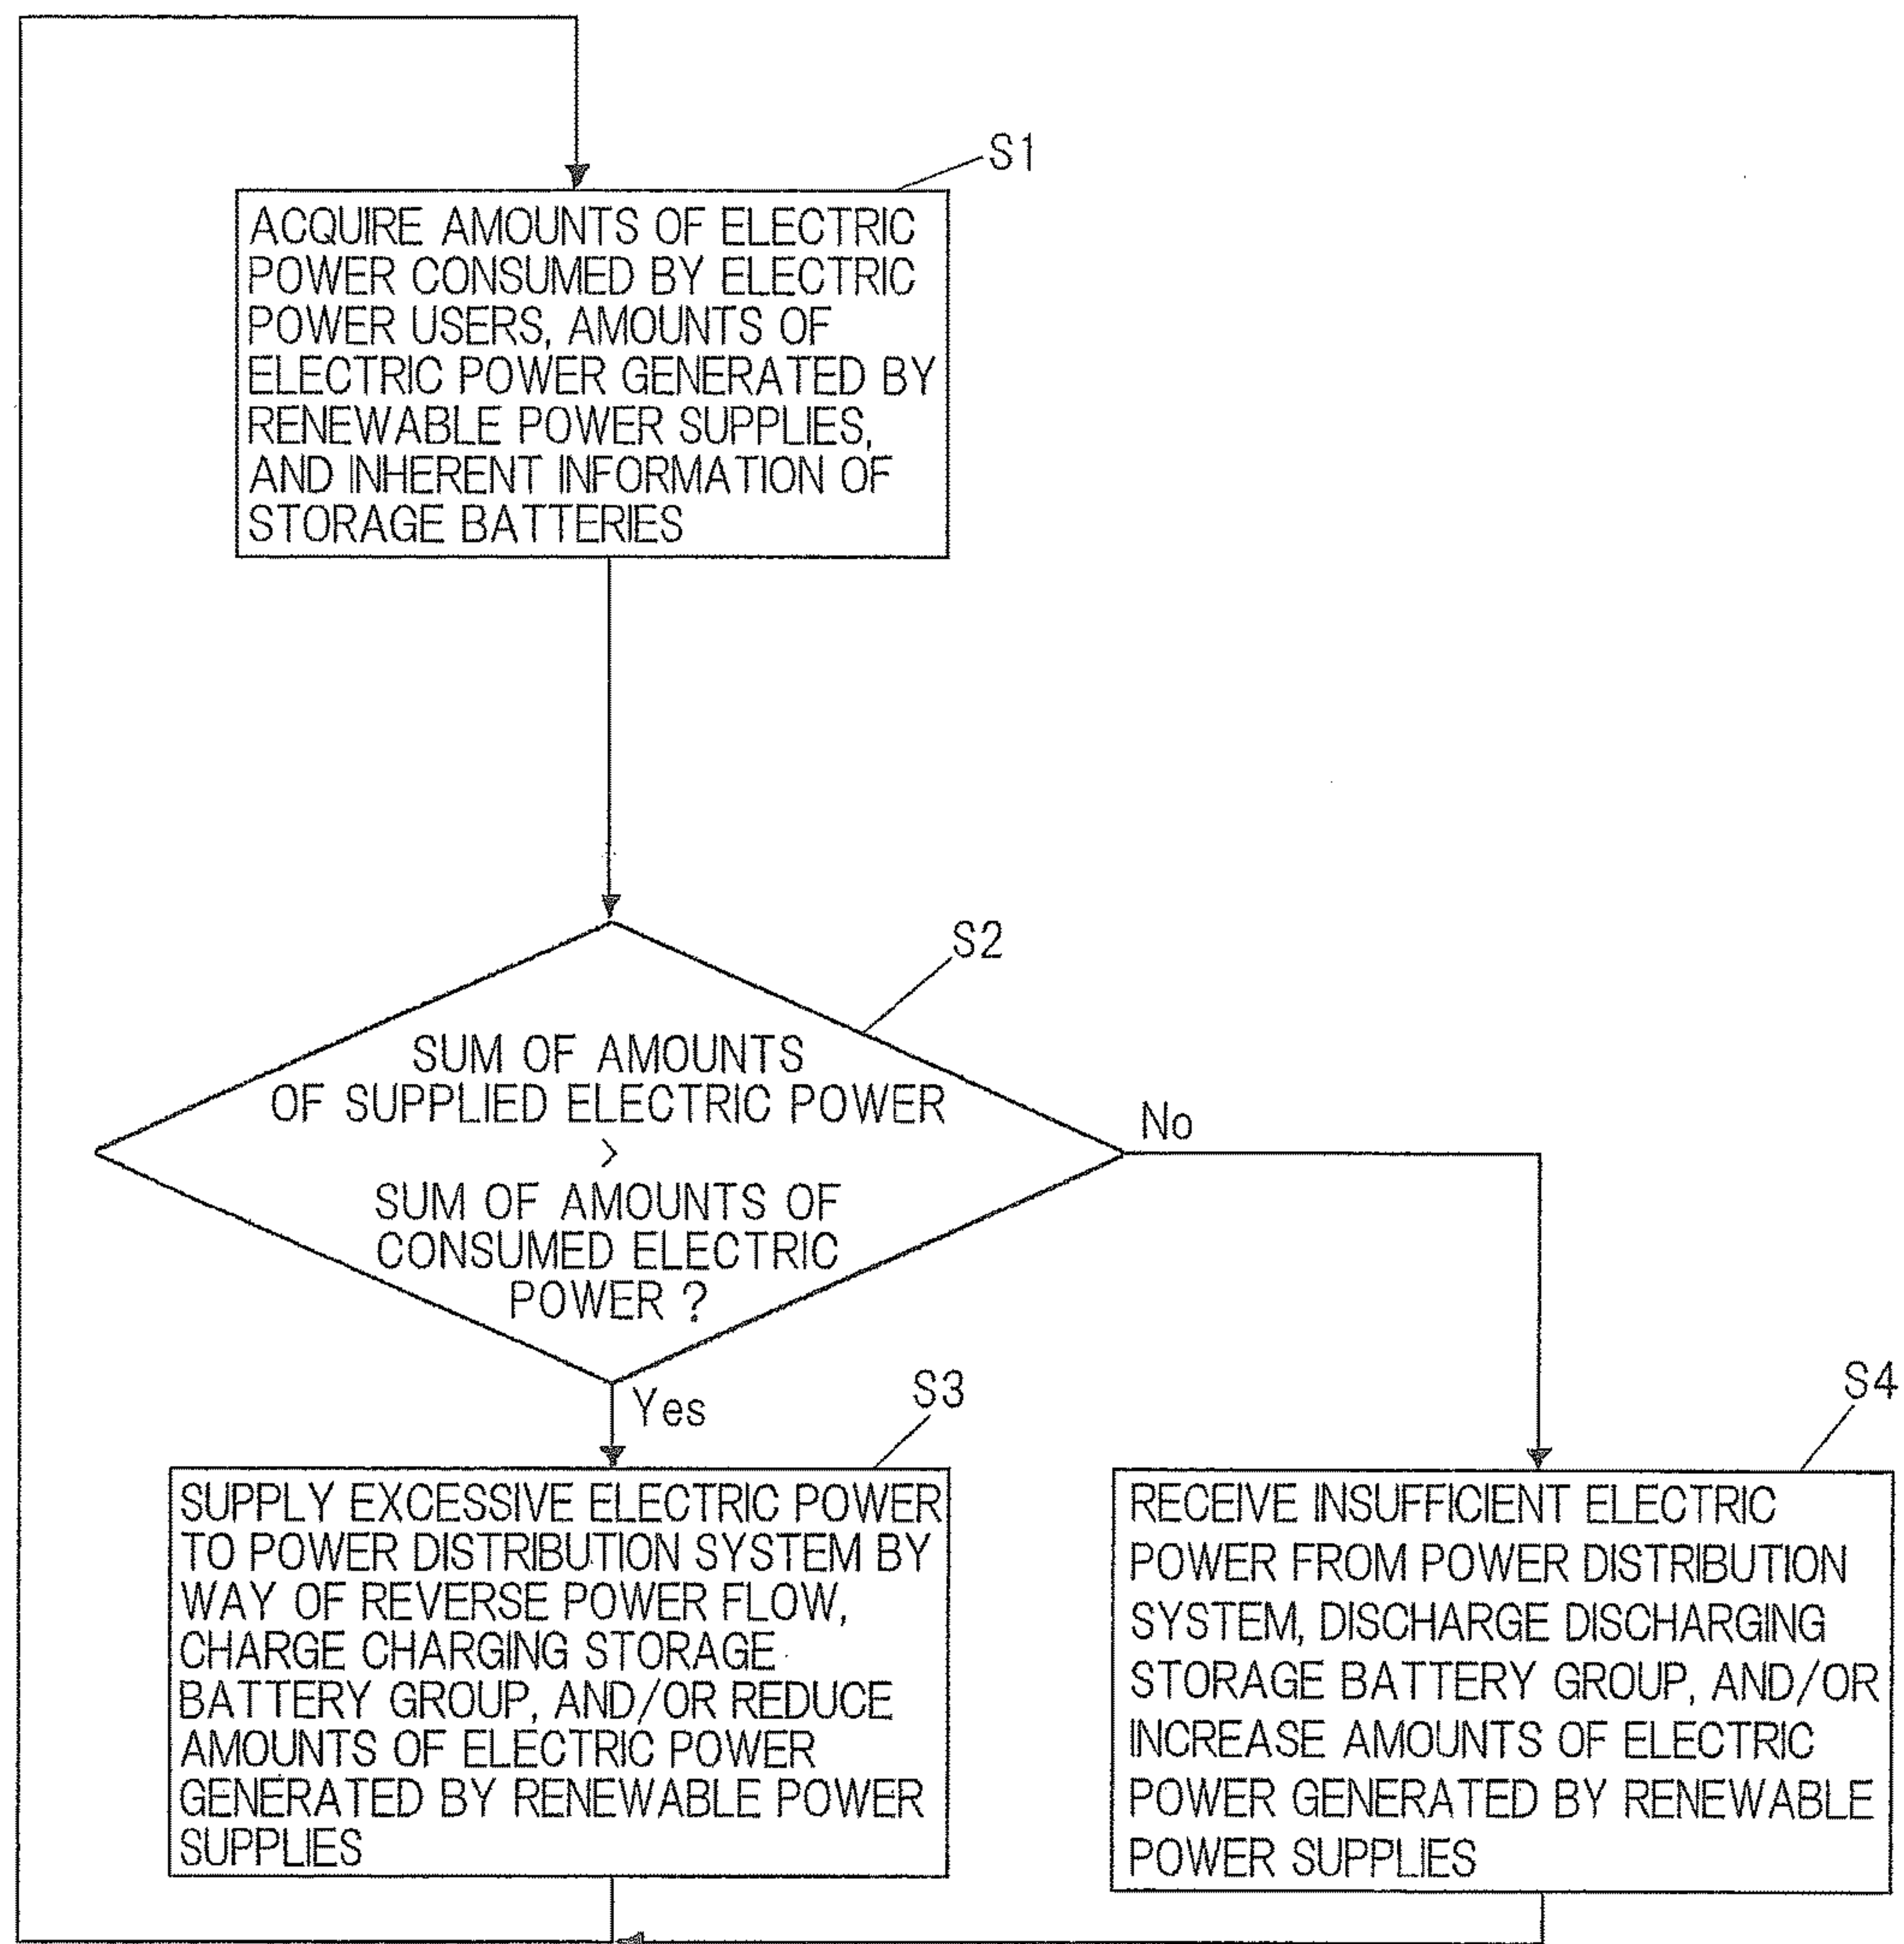 S1
ACQUIRE AMOUNTS OF ELECTRIC
POWER CONSUMED BY ELECTRIC
POWER USERS, AMOUNTS OF
ELECTRIC POWER GENERATED BY
RENEWABLE POWER SUPPLIES,
AND INHERENT INFORMATION OF
STORAGE BATTERIES
S2
SUM OF AMOUNTS
OF SUPPLIED ELECTRIC POWER
>
SUM OF AMOUNTS OF
CONSUMED ELECTRIC
POWER ?
No
Yes
S3
SUPPLY EXCESSIVE ELECTRIC POWER
TO POWER DISTRIBUTION SYSTEM BY
WAY OF REVERSE POWER FLOW,
CHARGE CHARGING STORAGE
BATTERY GROUP, AND/OR REDUCE
AMOUNTS OF ELECTRIC POWER
GENERATED BY RENEWABLE POWER
SUPPLIES
S4
RECEIVE INSUFFICIENT ELECTRIC
POWER FROM POWER DISTRIBUTION
SYSTEM, DISCHARGE DISCHARGING
STORAGE BATTERY GROUP, AND/OR
INCREASE AMOUNTS OF ELECTRIC
POWER GENERATED BY RENEWABLE
POWER SUPPLIES